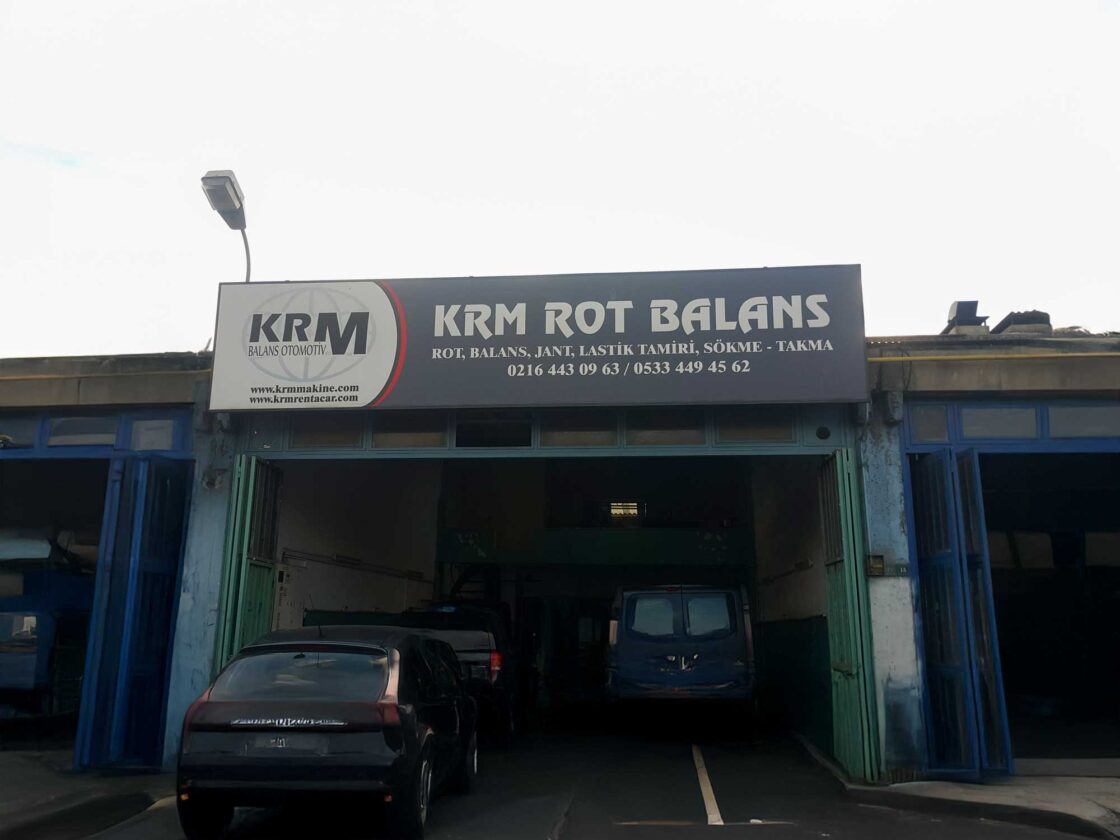 KRM
BALANS OTOMOTİV
www.krmmakine.com
www.krmrentacar.com
KRM ROT BALANS
ROT, BALANS, JANT, LASTİK TAMİRİ, SÖKME - TAKMA
0216 443 09 63 / 0533 449 45 62